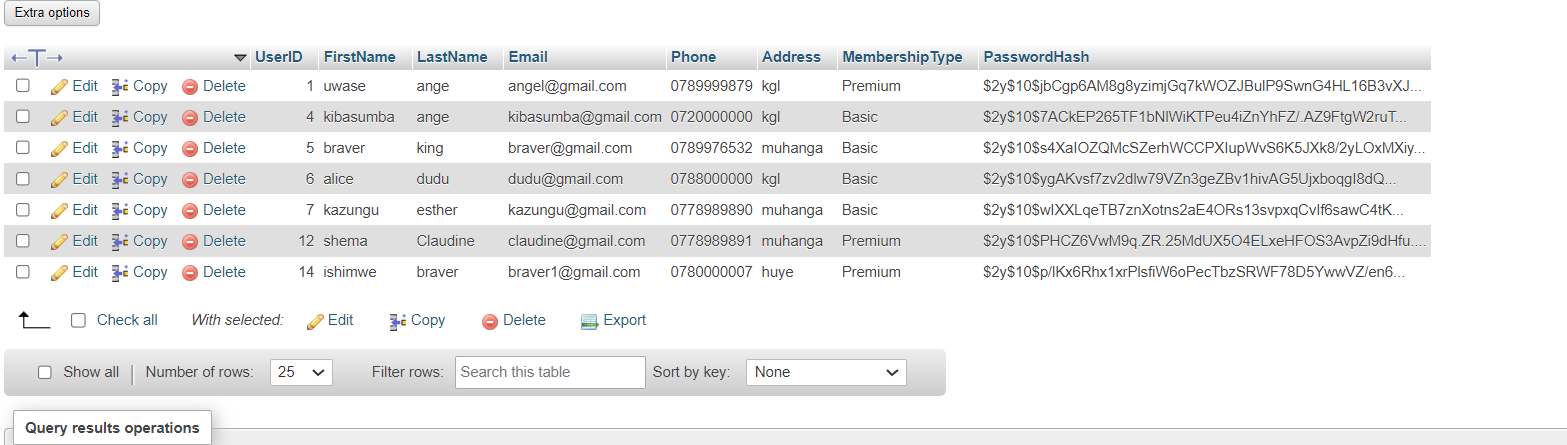 Extra options
UserID FirstName LastName Email Phone Address MembershipType PasswordHash
Edit Copy Delete 1 uwase ange angel@gmail.com 0789999879 kgl Premium $2y$10$jbCgp6AM8g8yzimjGq7kWOZJBulP9SwnG4HL16B3vXJ...
Edit Copy Delete 4 kibasumba ange kibasumba@gmail.com 0720000000 kgl Basic $2y$10$7ACkEP265TF1bNlWiKTPeu4iZnYhFZ/.AZ9FtgW2ruT...
Edit Copy Delete 5 braver king braver@gmail.com 0789976532 muhanga Basic $2y$10$s4XaIOZQMcSZerhWCCPXIupWvS6K5JXk8/2yLOxMXiy...
Edit Copy Delete 6 alice dudu dudu@gmail.com 0788000000 kgl Basic $2y$10$ygAKvsf7zv2dlw79VZn3geZBv1hivAG5UjxboqgI8dQ...
Edit Copy Delete 7 kazungu esther kazungu@gmail.com 0778989890 muhanga Basic $2y$10$wlXXLqeTB7znXotns2aE4ORs13svpxqCvIf6sawC4tK...
Edit Copy Delete 12 shema Claudine claudine@gmail.com 0778989891 muhanga Premium $2y$10$PHCZ6VwM9q.ZR.25MdUX5O4ELxeHFOS3AvpZi9dHfu....
Edit Copy Delete 14 ishimwe braver braver1@gmail.com 0780000007 huye Premium $2y$10$p/lKx6Rhx1xrPlsfiW6oPecTbzSRWF78D5YwwVZ/en6...
Check all With selected: Edit Copy Delete Export
Show all Number of rows: 25 Filter rows: Search this table Sort by key: None
Query results operations